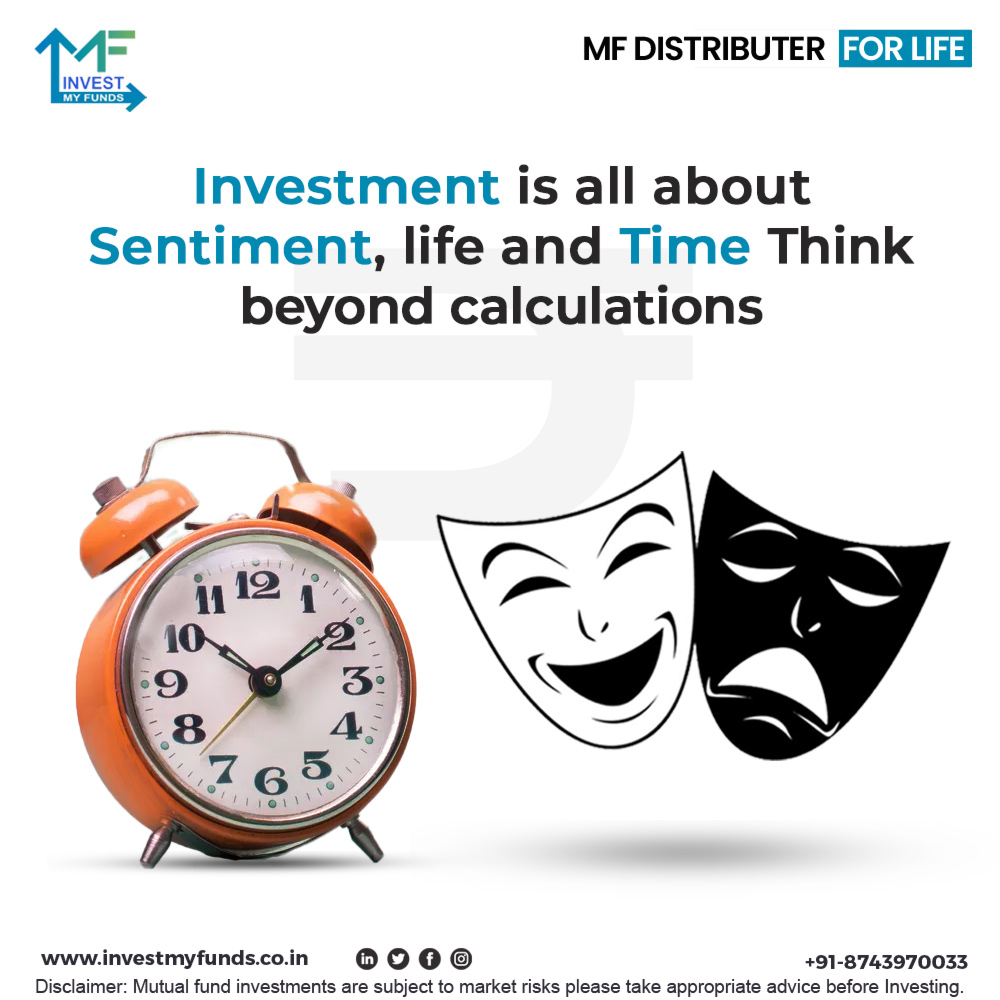 MF
INVEST
MY FUNDS
MF DISTRIBUTER FOR LIFE
Investment is all about
Sentiment, life and Time Think
beyond calculations
12
11 1
10 2
9 3
8 4
7 5
6
www.investmyfunds.co.in
+91-8743970033
Disclaimer: Mutual fund investments are subject to market risks please take appropriate advice before Investing.